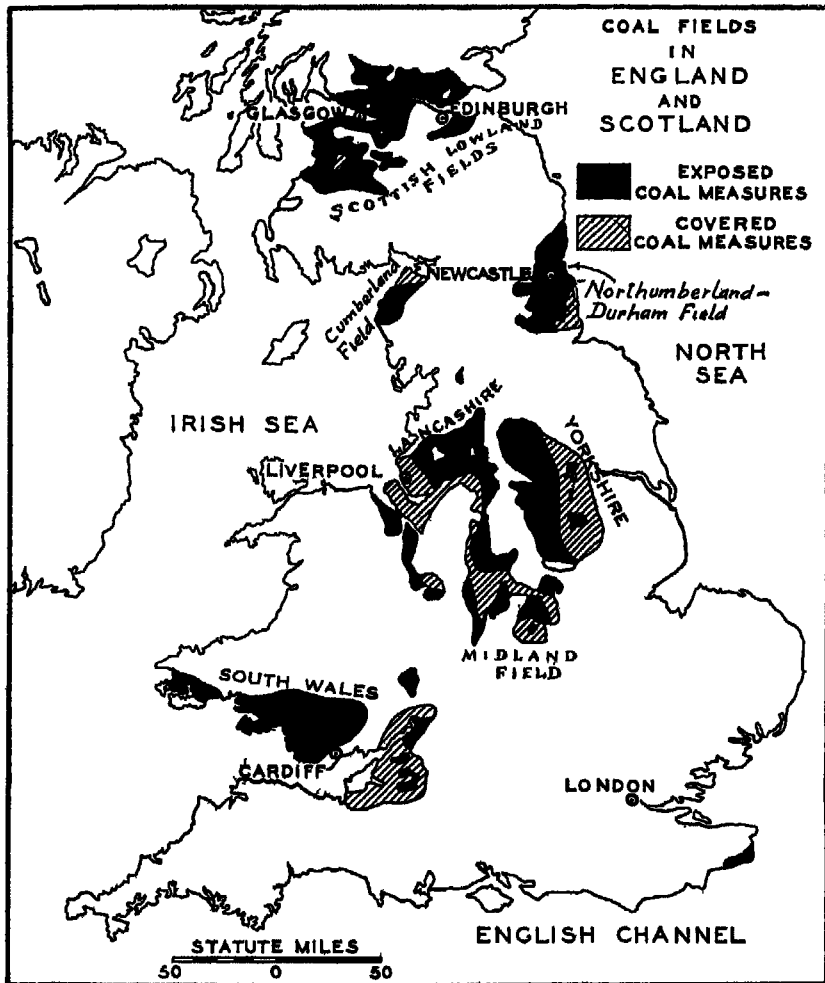 COAL FIELDS
IN
ENGLAND
AND
SCOTLAND
EXPOSED
COAL MEASURES
COVERED
COAL MEASURES
GLASGOW
EDINBURGH
SCOTTISH LOWLAND
FIELDS
NEWCASTLE
Northumberland-
Durham Field
Cumberland
Field
NORTH
SEA
IRISH SEA
LANCASHIRE
YORKSHIRE
LIVERPOOL
MIDLAND
FIELD
SOUTH WALES
CARDIFF
LONDON
ENGLISH CHANNEL
STATUTE MILES
50 0 50